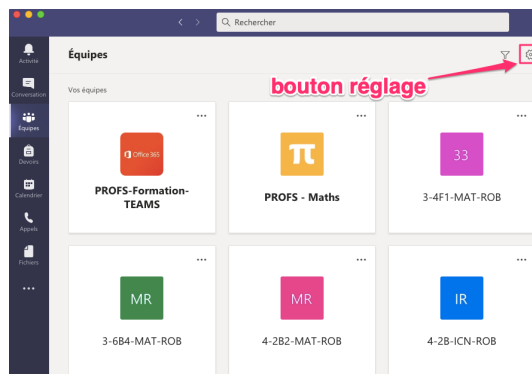 Rechercher
Activité
Équipes
Conversation
Vos équipes
bouton réglage
Équipes
Office 365
π
33
Devoirs
PROFS-Formation-
TEAMS
PROFS - Maths
3-4F1-MAT-ROB
Calendrier
Appels
Fichiers
MR
MR
IR
3-6B4-MAT-ROB
4-2B2-MAT-ROB
4-2B-ICN-ROB